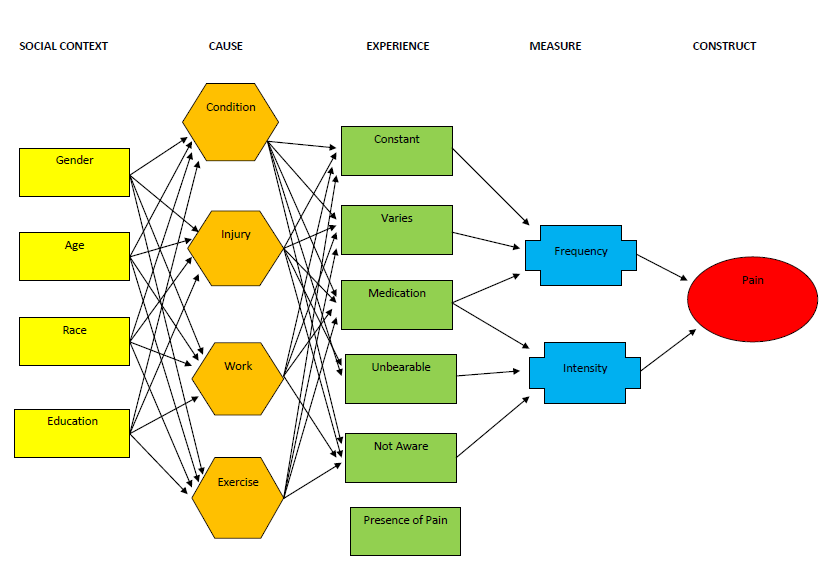 SOCIAL CONTEXT
CAUSE
EXPERIENCE
MEASURE
CONSTRUCT
Gender
Age
Race
Education
Condition
Injury
Work
Exercise
Constant
Varies
Medication
Unbearable
Not Aware
Presence of Pain
Frequency
Intensity
Pain